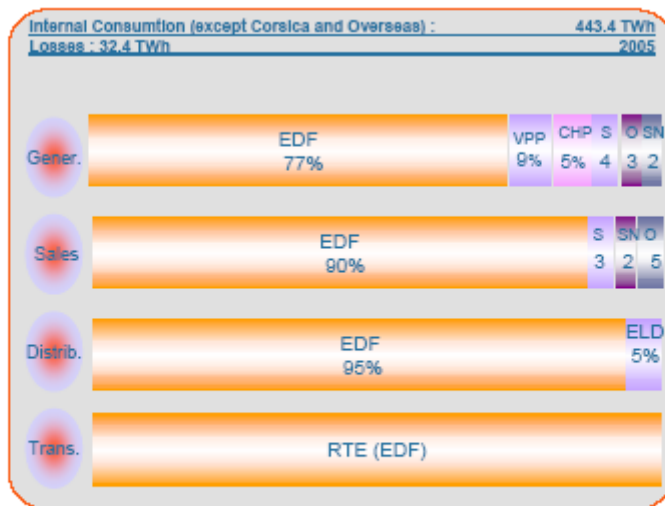 Internal Consumtion (except Corsica and Overseas) : 443.4 TWh
Losses : 32.4 TWh 2005
Gener. EDF 77% VPP 9% CHP 5% S 4 O 3 SN 2
Sales EDF 90% S 3 SN 2 O 5
Distrib. EDF 95% ELD 5%
Trans. RTE (EDF)